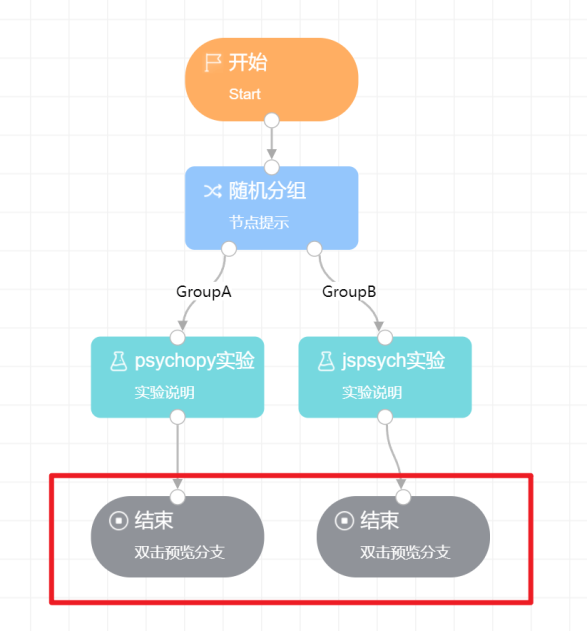 开始
Start
随机分组
节点提示
GroupA
GroupB
psychopy实验
实验说明
jspsych实验
实验说明
结束
双击预览分支
结束
双击预览分支